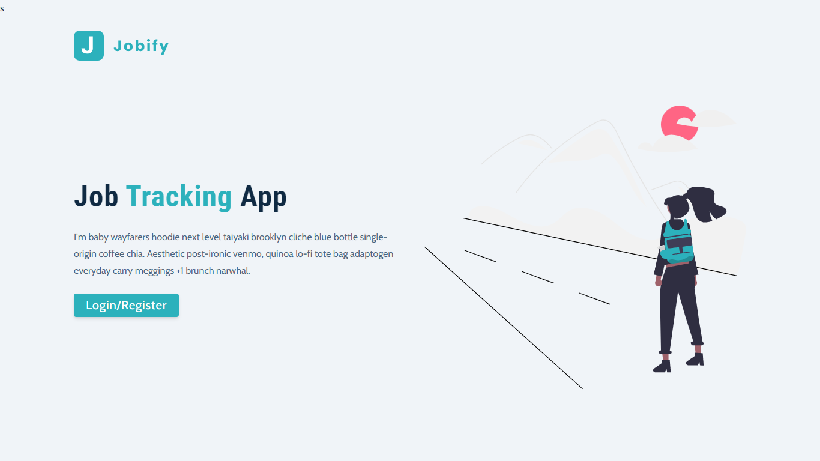 s
J Jobify
Job Tracking App
I'm baby wayfarers hoodie next level taiyaki brooklyn cliche blue bottle single-
origin coffee chia. Aesthetic post-ironic venmo, quinoa lo-fi tote bag adaptogen
everyday carry meggings +1 brunch narwhal.
Login/Register